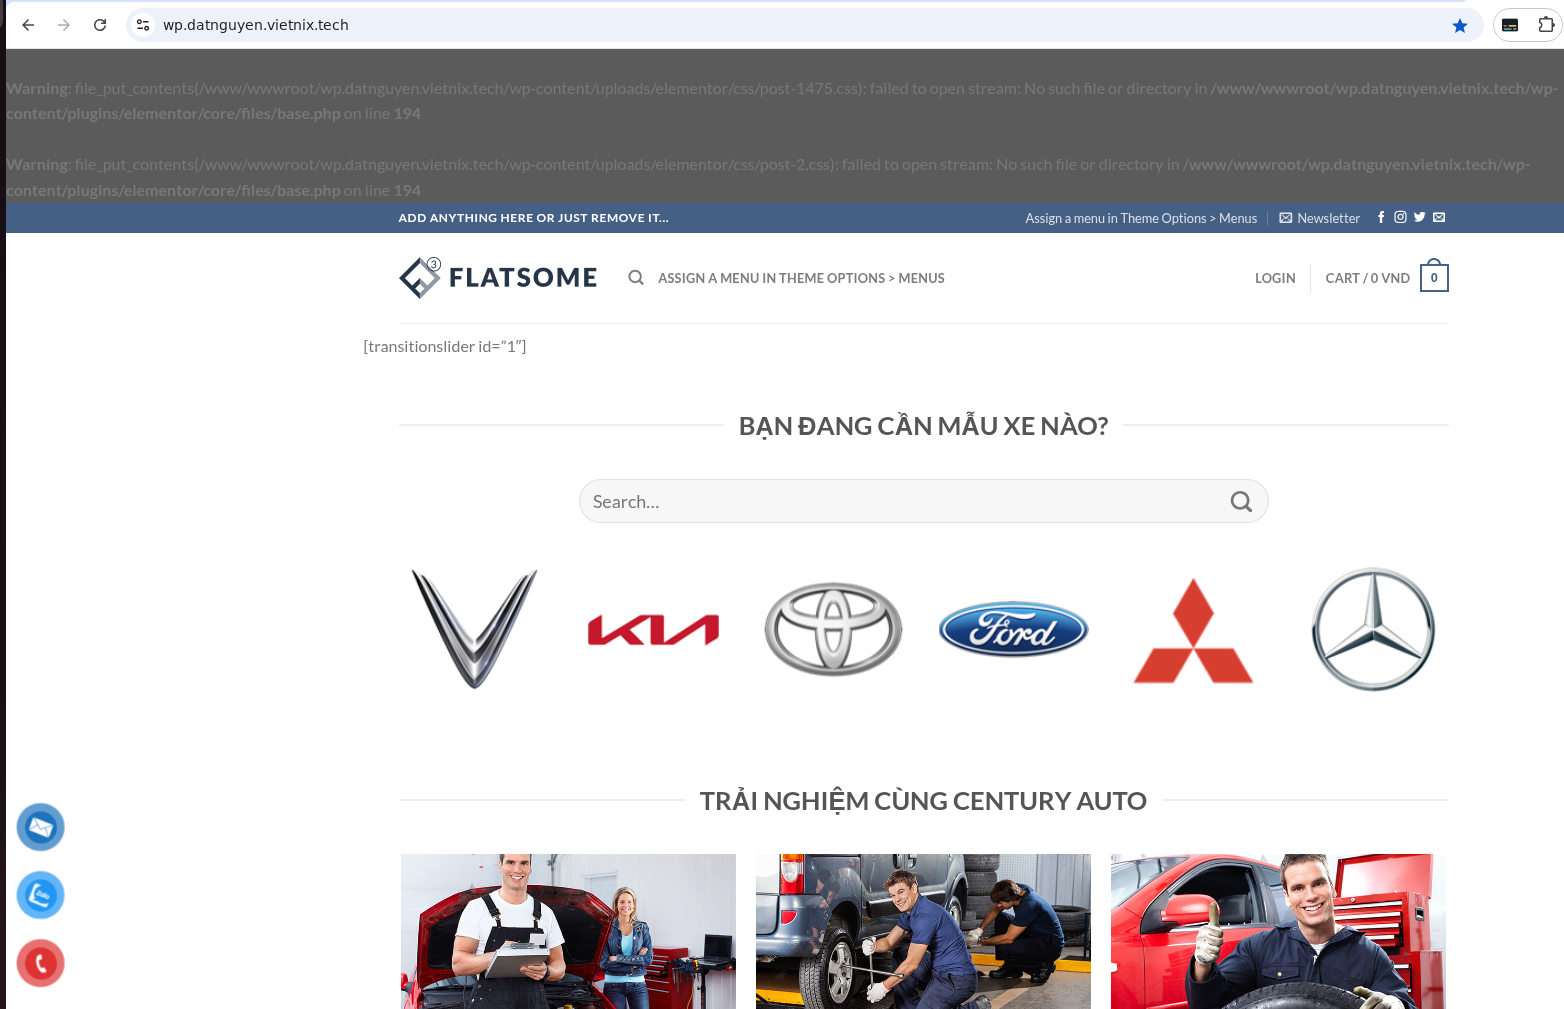 wp.datnguyen.vietnix.tech
Warning: file_put_contents(/www/wwwroot/wp.datnguyen.vietnix.tech/wp-content/uploads/elementor/css/post-1475.css): failed to open stream: No such file or directory in /www/wwwroot/wp.datnguyen.vietnix.tech/wp-
content/plugins/elementor/core/files/base.php on line 194
Warning: file_put_contents(/www/wwwroot/wp.datnguyen.vietnix.tech/wp-content/uploads/elementor/css/post-2.css): failed to open stream: No such file or directory in /www/wwwroot/wp.datnguyen.vietnix.tech/wp-
content/plugins/elementor/core/files/base.php on line 194
ADD ANYTHING HERE OR JUST REMOVE IT... Assign a menu in Theme Options > Menus Newsletter
3 FLATSOME ASSIGN A MENU IN THEME OPTIONS > MENUS LOGIN CART / 0 VND 0
[transitionslider id=”1″]
BẠN ĐANG CẦN MẪU XE NÀO?
Search...
KIA Ford
TRẢI NGHIỆM CÙNG CENTURY AUTO
Zalo